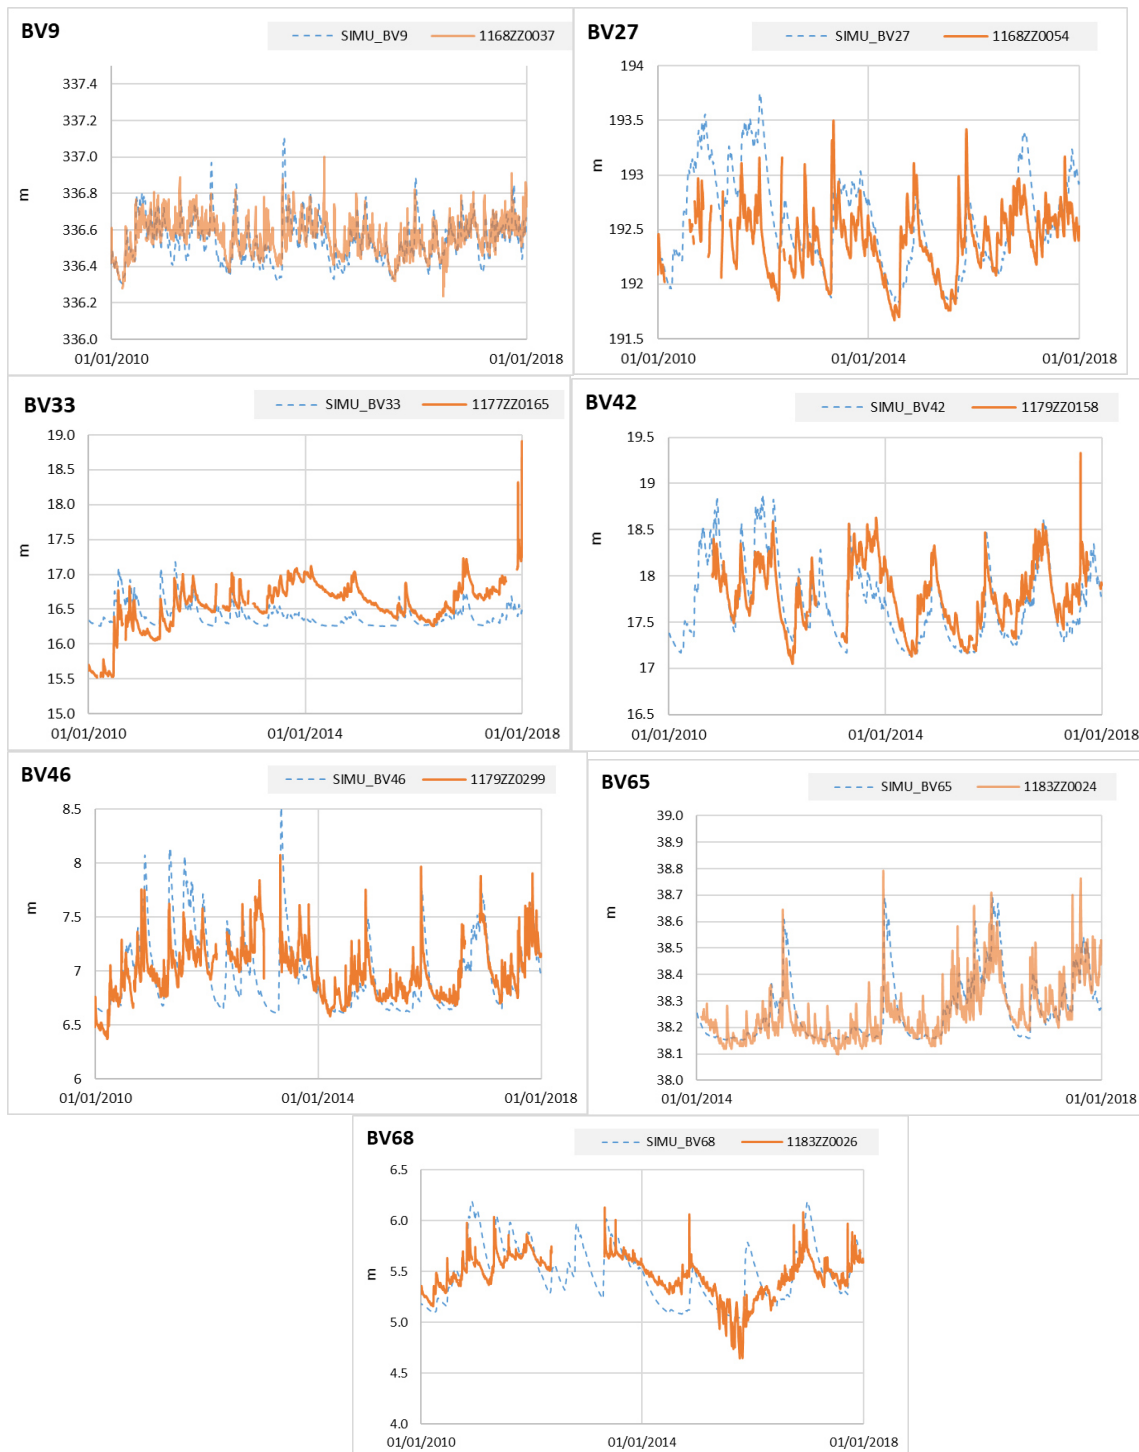 BV9
SIMU_BV9 1168ZZ0037
337.4
337.2
337.0
336.8
336.6
336.4
336.2
336.0
m
01/01/2010 01/01/2018
BV27
SIMU_BV27 1168ZZ0054
194
193.5
193
192.5
192
191.5
m
01/01/2010 01/01/2014 01/01/2018
BV33
SIMU_BV33 1177ZZ0165
19.0
18.5
18.0
17.5
17.0
16.5
16.0
15.5
15.0
m
01/01/2010 01/01/2014 01/01/2018
BV42
SIMU_BV42 1179ZZ0158
19.5
19
18.5
18
17.5
17
16.5
m
01/01/2010 01/01/2014 01/01/2018
BV46
SIMU_BV46 1179ZZ0299
8.5
8
7.5
7
6.5
6
m
01/01/2010 01/01/2014 01/01/2018
BV65
SIMU_BV65 1183ZZ0024
39.0
38.9
38.8
38.7
38.6
38.5
38.4
38.3
38.2
38.1
38.0
m
01/01/2014 01/01/2018
BV68
SIMU_BV68 1183ZZ0026
6.5
6.0
5.5
5.0
4.5
4.0
m
01/01/2010 01/01/2014 01/01/2018